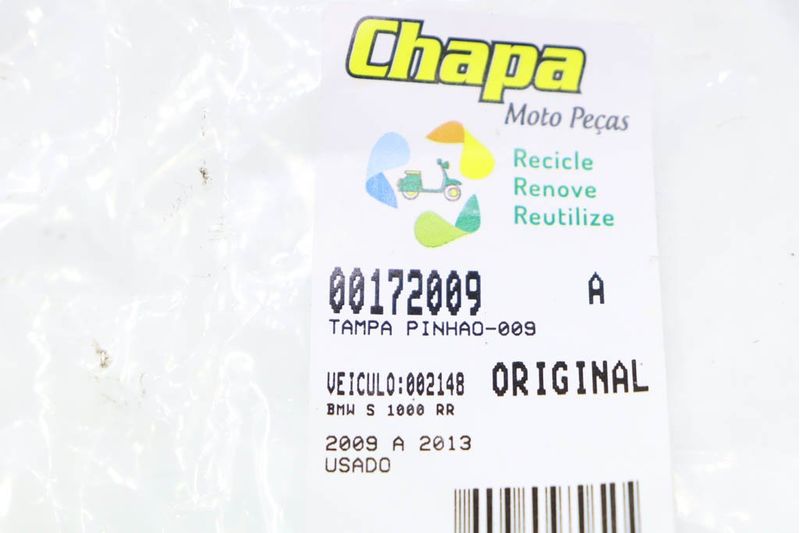 Chapa
Moto Peças
Recicle
Renove
Reutilize
00172009 A
TAMPA PINHAO-009
VEICULO:002148 ORIGINAL
BMW S 1000 RR
2009 A 2013
USADO